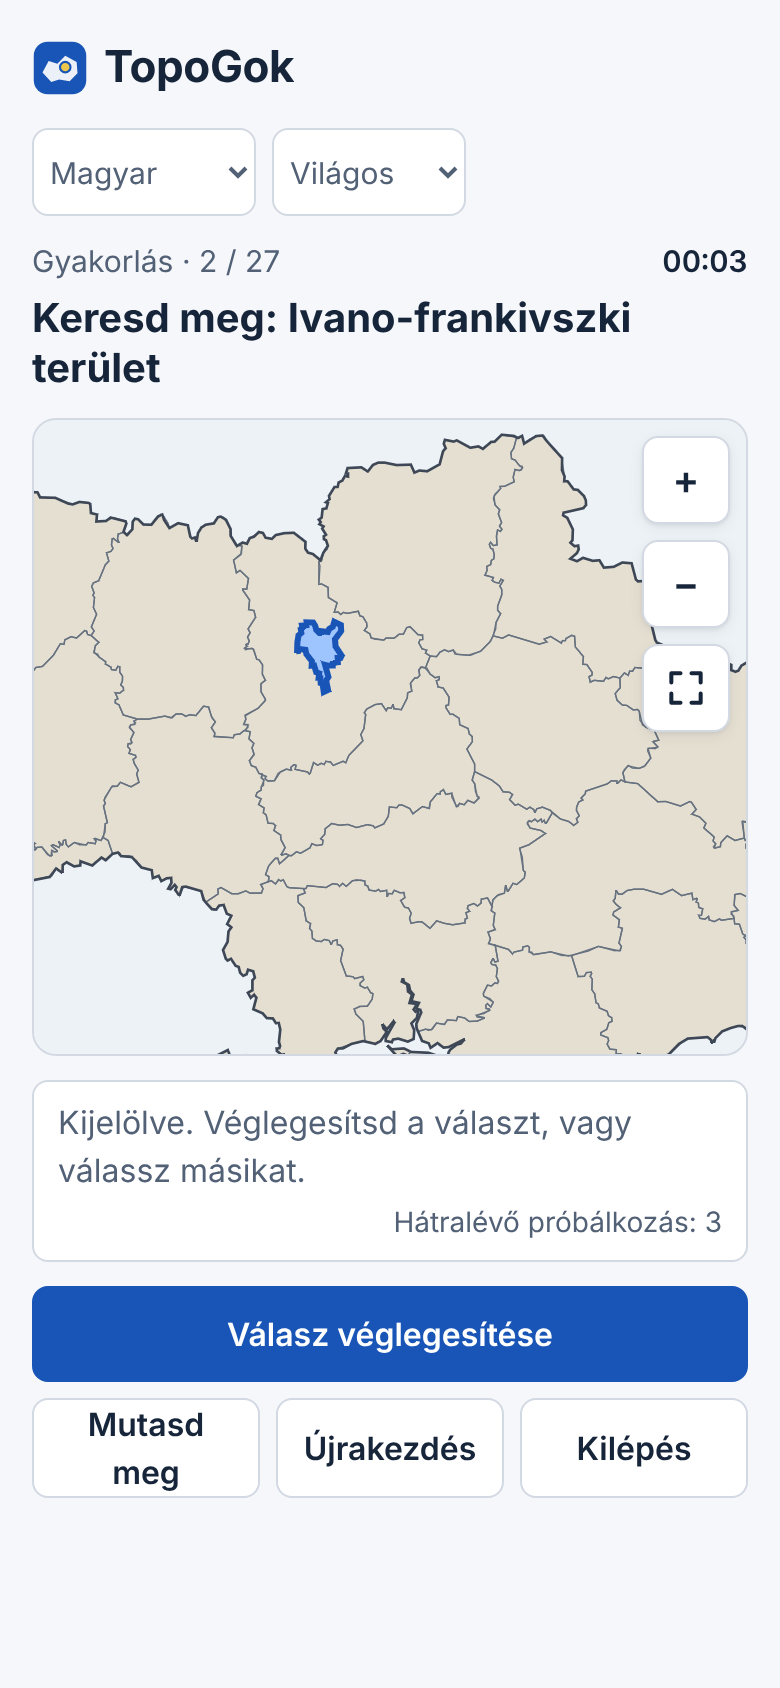 TopoGok
Magyar
Világos
Gyakorlás · 2 / 27
00:03
Keresd meg: Ivano-frankivszki
terület
+
−
Kijelölve. Véglegesítsd a választ, vagy
válassz másikat.
Hátralévő próbálkozás: 3
Válasz véglegesítése
Mutasd
meg
Újrakezdés
Kilépés